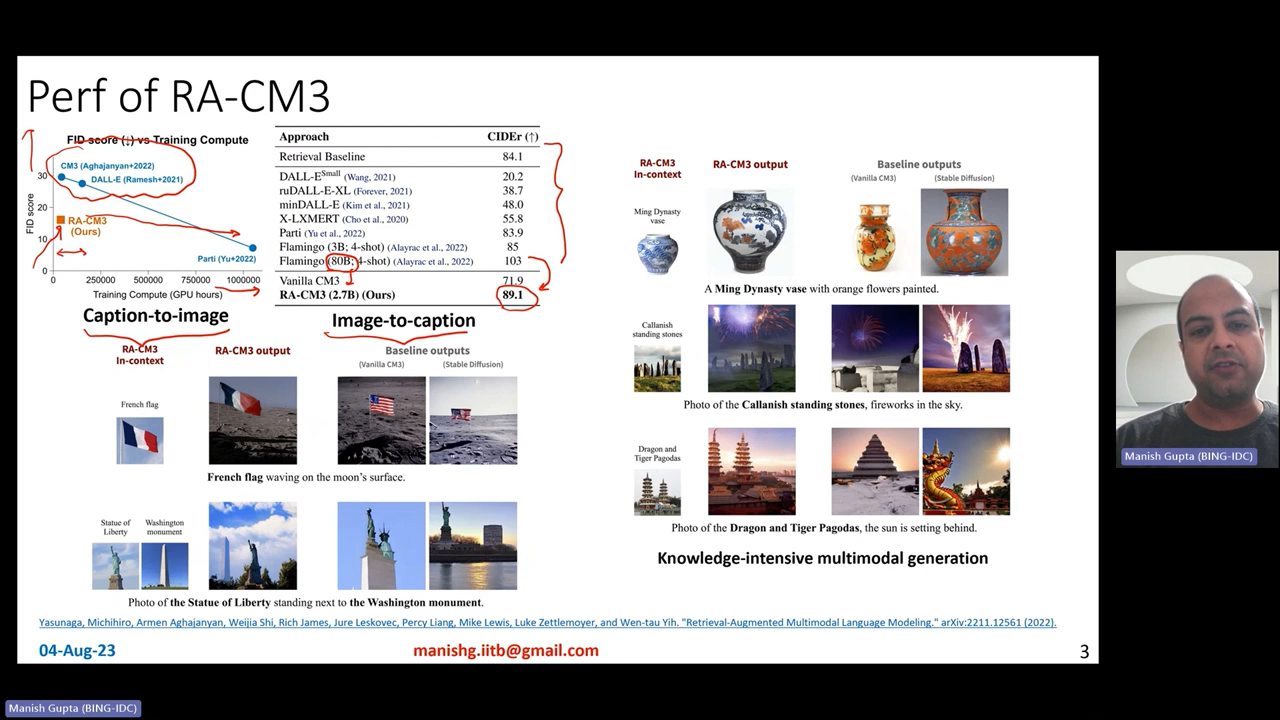 Perf of RA-CM3
FID score (↓) vs Training Compute
CM3 (Aghajanyan+2022)
DALL-E (Ramesh+2021)
RA-CM3
(Ours)
Parti (Yu+2022)
FID score
30
20
10
0
0 250000 500000 750000 1000000
Training Compute (GPU hours)
Caption-to-image
Approach CIDEr (↑)
Retrieval Baseline 84.1
DALL-E^Small (Wang, 2021) 20.2
ruDALL-E-XL (Forever, 2021) 38.7
minDALL-E (Kim et al., 2021) 48.0
X-LXMERT (Cho et al., 2020) 55.8
Parti (Yu et al., 2022) 83.9
Flamingo (3B; 4-shot) (Alayrac et al., 2022) 85
Flamingo (80B; 4-shot) (Alayrac et al., 2022) 103
Vanilla CM3 71.9
RA-CM3 (2.7B) (Ours) 89.1
Image-to-caption
RA-CM3
In-context
RA-CM3 output
Baseline outputs
(Vanilla CM3) (Stable Diffusion)
French flag
French flag waving on the moon's surface.
Statue of
Liberty
Washington
monument
Photo of the Statue of Liberty standing next to the Washington monument.
RA-CM3
In-context
RA-CM3 output
Baseline outputs
(Vanilla CM3) (Stable Diffusion)
Ming Dynasty
vase
A Ming Dynasty vase with orange flowers painted.
Callanish
standing stones
Photo of the Callanish standing stones, fireworks in the sky.
Dragon and
Tiger Pagodas
Photo of the Dragon and Tiger Pagodas, the sun is setting behind.
Knowledge-intensive multimodal generation
Yasunaga, Michihiro, Armen Aghajanyan, Weijia Shi, Rich James, Jure Leskovec, Percy Liang, Mike Lewis, Luke Zettlemoyer, and Wen-tau Yih. "Retrieval-Augmented Multimodal Language Modeling." arXiv:2211.12561 (2022).
04-Aug-23 manishg.iitb@gmail.com 3
Manish Gupta (BING-IDC)
Manish Gupta (BING-IDC)